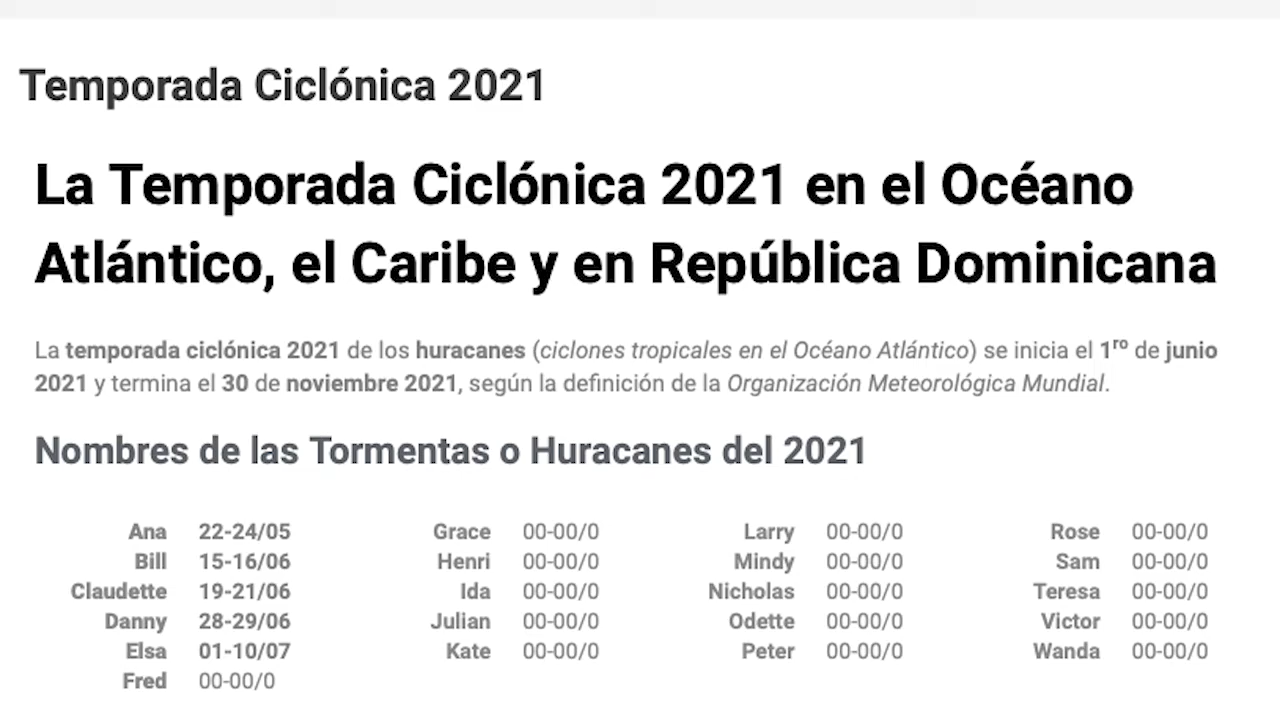 Temporada Ciclónica 2021
La Temporada Ciclónica 2021 en el Océano
Atlántico, el Caribe y en República Dominicana
La temporada ciclónica 2021 de los huracanes (ciclones tropicales en el Océano Atlántico) se inicia el 1ro de junio
2021 y termina el 30 de noviembre 2021, según la definición de la Organización Meteorológica Mundial.
Nombres de las Tormentas o Huracanes del 2021
Ana 22-24/05 Grace 00-00/0 Larry 00-00/0 Rose 00-00/0
Bill 15-16/06 Henri 00-00/0 Mindy 00-00/0 Sam 00-00/0
Claudette 19-21/06 Ida 00-00/0 Nicholas 00-00/0 Teresa 00-00/0
Danny 28-29/06 Julian 00-00/0 Odette 00-00/0 Victor 00-00/0
Elsa 01-10/07 Kate 00-00/0 Peter 00-00/0 Wanda 00-00/0
Fred 00-00/0